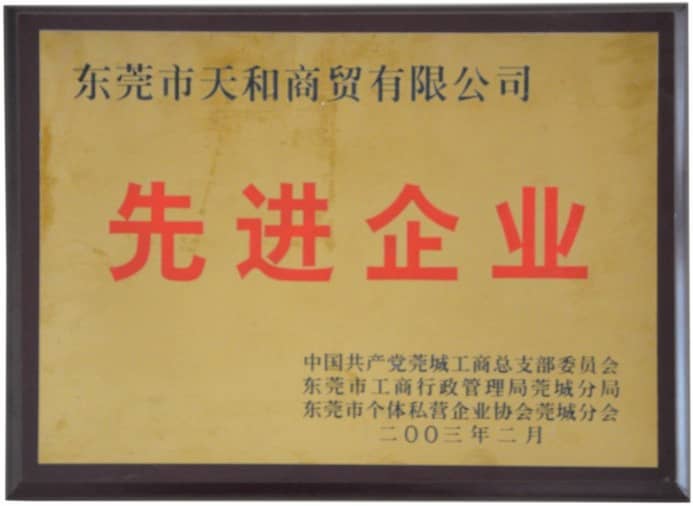 东莞市天和商贸有限公司
先进企业
中国共产党莞城工商总支部委员会
东莞市工商行政管理局莞城分局
东莞市个体私营企业协会莞城分会
二00三年二月